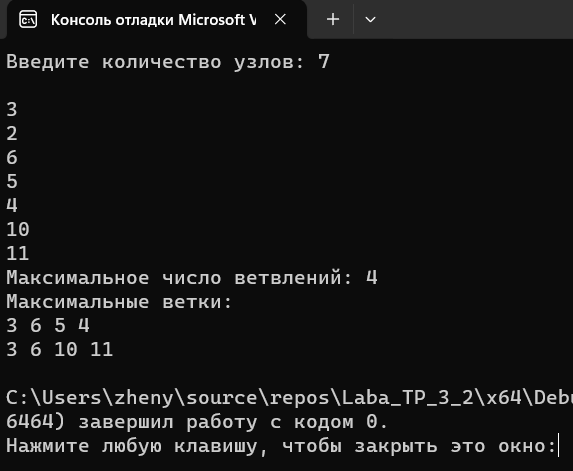 Консоль отладки Microsoft V
Введите количество узлов: 7
3
2
6
5
4
10
11
Максимальное число ветвлений: 4
Максимальные ветки:
3 6 5 4
3 6 10 11
C:\Users\zheny\source\repos\Laba_TP_3_2\x64\Debu
6464) завершил работу с кодом 0.
Нажмите любую клавишу, чтобы закрыть это окно: